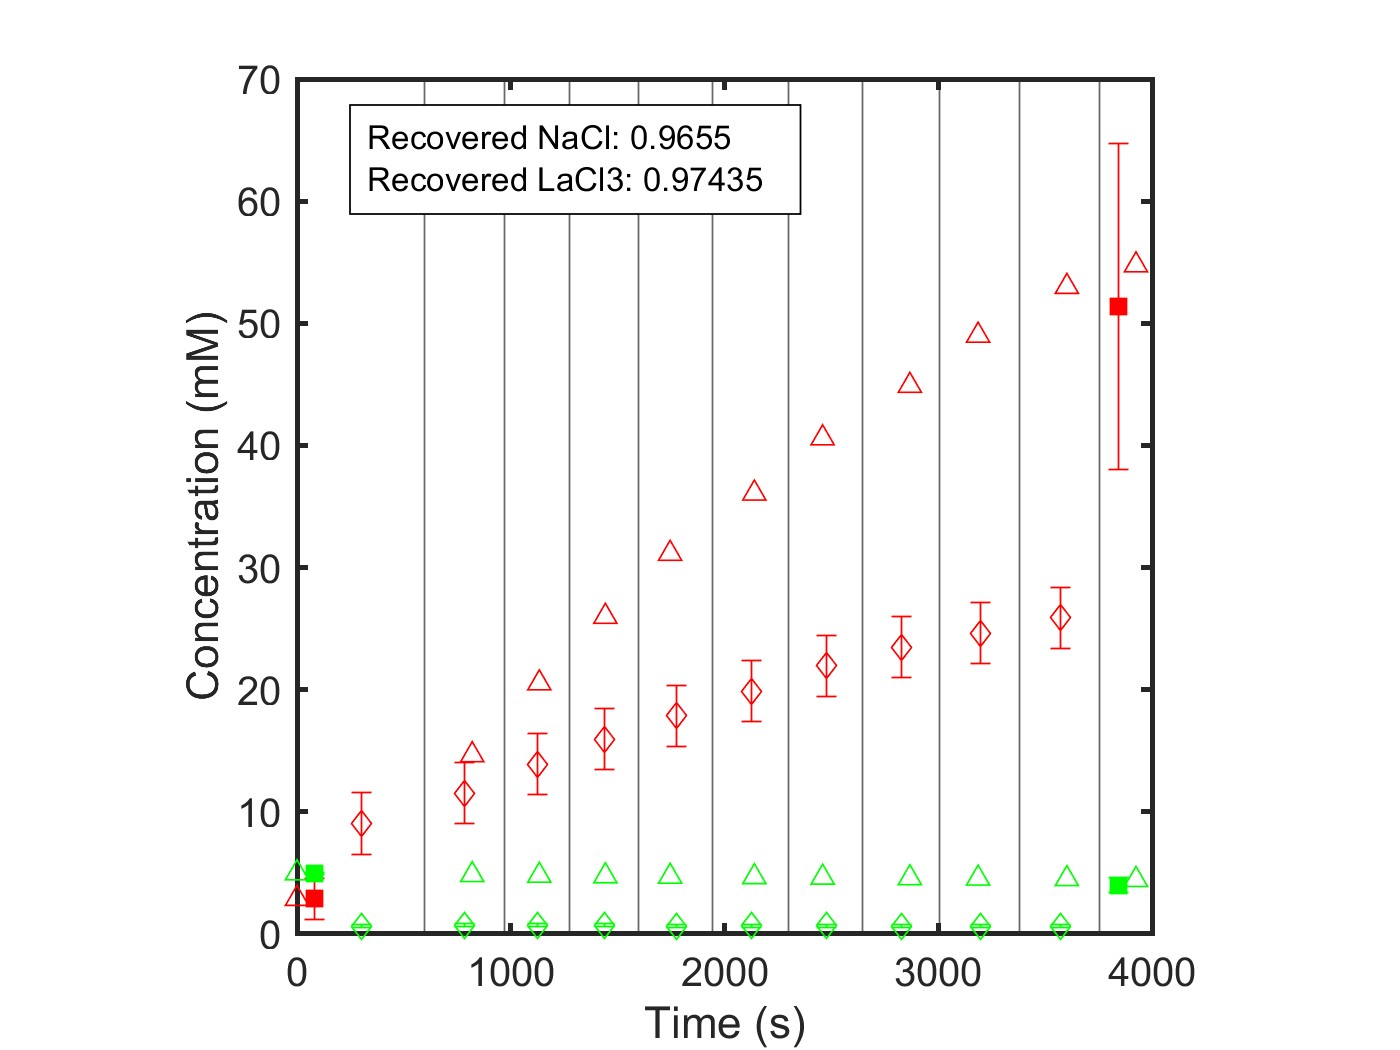 70
60
50
40
30
20
10
0
Concentration (mM)
Recovered NaCl: 0.9655
Recovered LaCl3: 0.97435
0 1000 2000 3000 4000
Time (s)